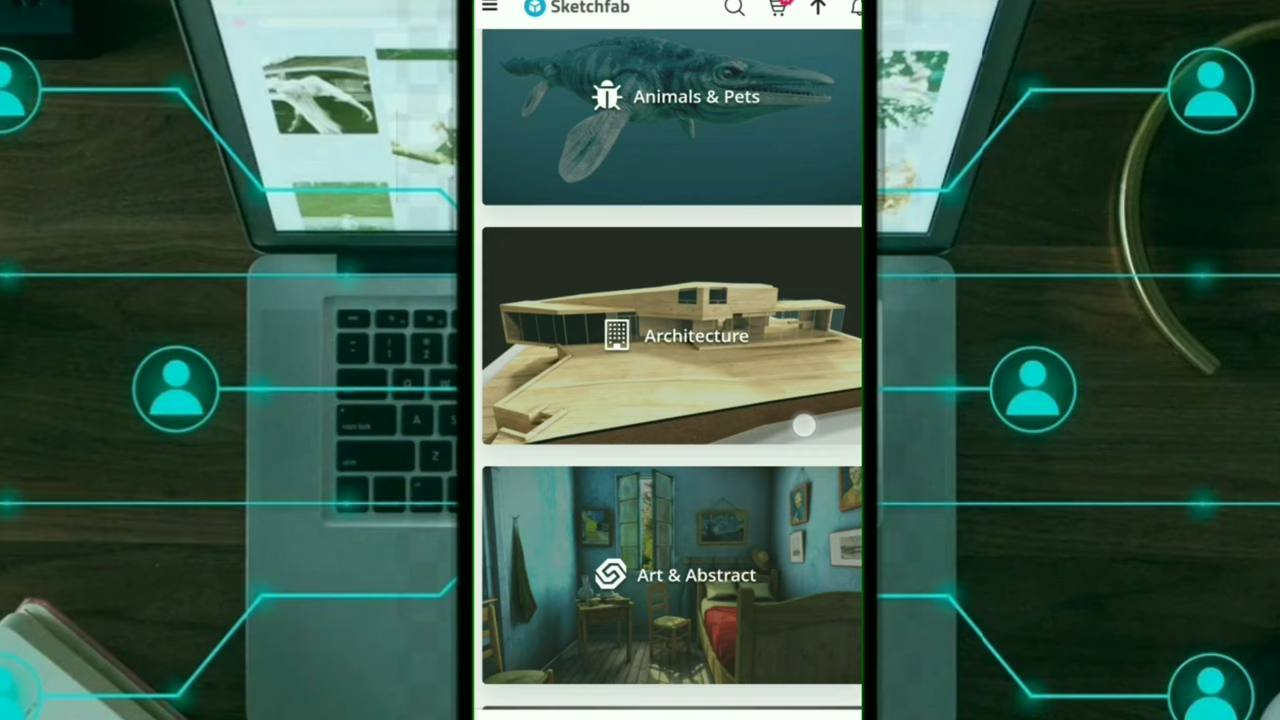 Sketchfab
Animals & Pets
Architecture
Art & Abstract
A
Z